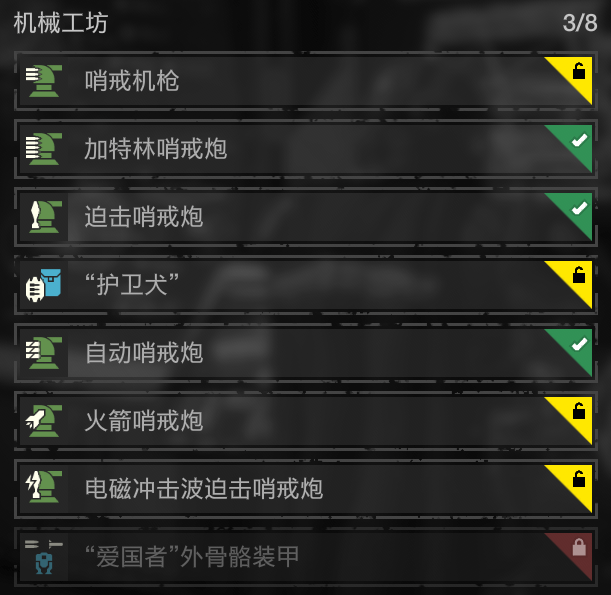 机械工坊 3/8
哨戒机枪
加特林哨戒炮
迫击哨戒炮
“护卫犬”
自动哨戒炮
火箭哨戒炮
电磁冲击波迫击哨戒炮
“爱国者”外骨骼装甲